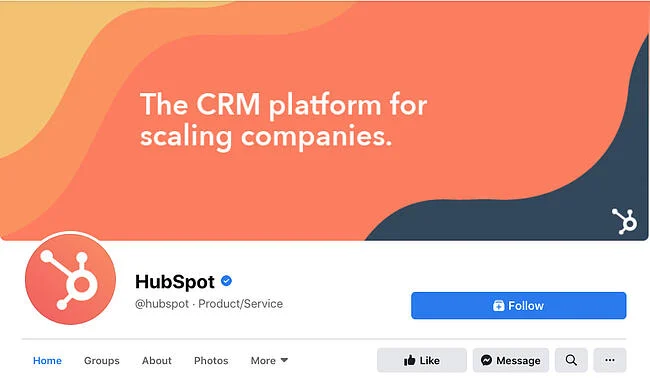 The CRM platform for
scaling companies.
HubSpot
@hubspot · Product/Service
Follow
Home Groups About Photos More Like Message